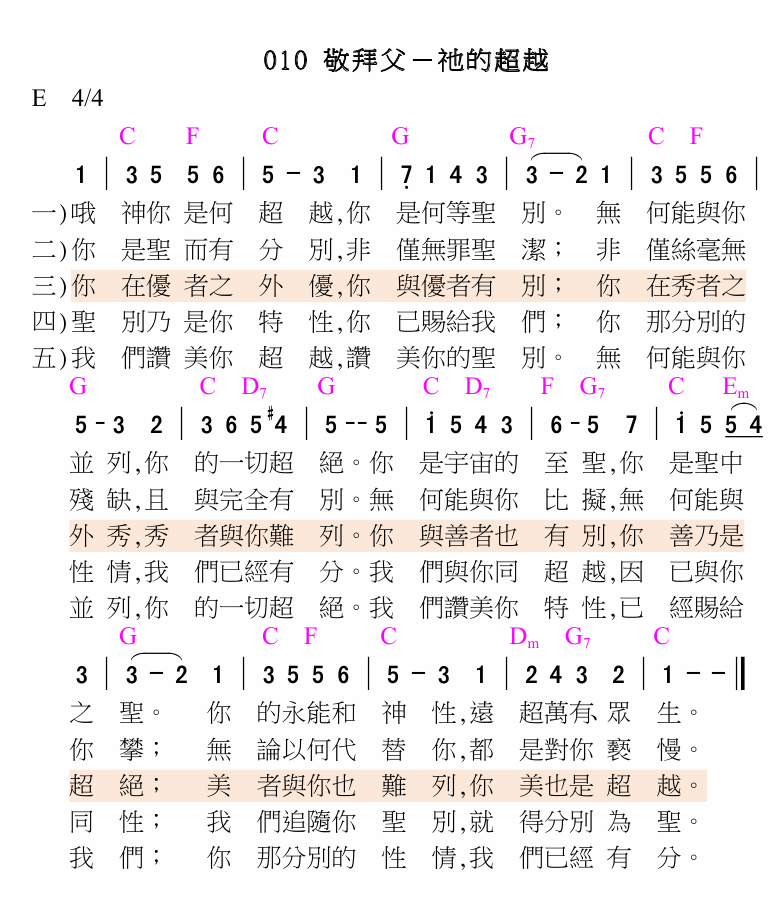 010 敬拜父－祂的超越
E 4/4
C F C G G7 C F
1 | 3 5 5 6 | 5 － 3 1 | 7̣ 1 4 3 | 3 － 2 1 | 3 5 5 6 |
一)哦 神你 是何 超 越,你 是何等聖 別。 無 何能與你
二)你 是聖 而有 分 別,非 僅無罪聖 潔； 非 僅絲毫無
三)你 在優 者之 外 優,你 與優者有 別； 你 在秀者之
四)聖 別乃 是你 特 性,你 已賜給我 們； 你 那分別的
五)我 們讚 美你 超 越,讚 美你的聖 別。 無 何能與你
G C D7 G C D7 F G7 C Em
5 - 3 2 | 3 6 5 #4 | 5 -- 5 | i 5 4 3 | 6 - 5 7 | i 5 5 4
並 列,你 的一切超 絕。你 是宇宙的 至 聖,你 是聖中
殘 缺,且 與完全有 別。無 何能與你 比 擬,無 何能與
外 秀,秀 者與你難 列。你 與善者也 有 別,你 善乃是
性 情,我 們已經有 分。我 們與你同 超 越,因 已與你
並 列,你 的一切超 絕。我 們讚美你 特 性,已 經賜給
G C F C Dm G7 C
3 | 3 － 2 1 | 3 5 5 6 | 5 － 3 1 | 2 4 3 2 | 1 － － ‖
之 聖。 你 的永能和 神 性,遠 超萬有、眾 生。
你 攀； 無 論以何代 替 你,都 是對你 褻 慢。
超 絕； 美 者與你也 難 列,你 美也是 超 越。
同 性； 我 們追隨你 聖 別,就 得分別 為 聖。
我 們； 你 那分別的 性 情,我 們已經 有 分。